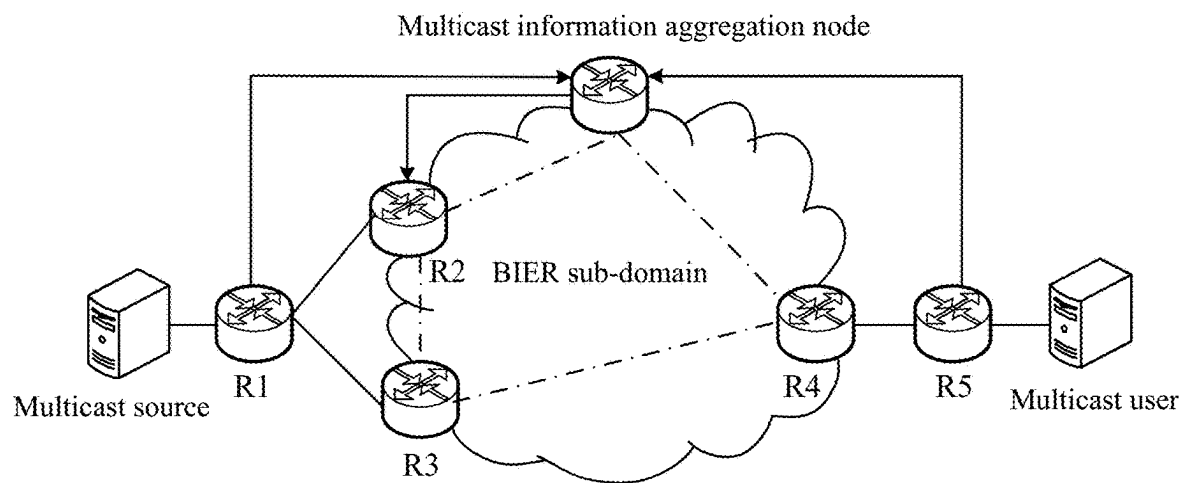 Multicast information aggregation node
R2
BIER sub-domain
R1
R4
R5
Multicast source
Multicast user
R3